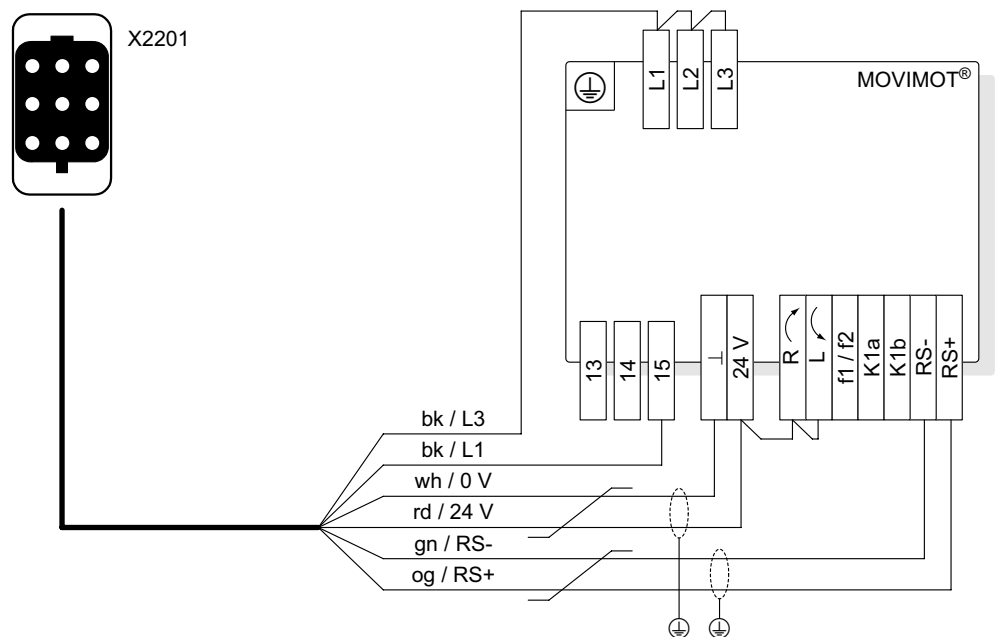 X2201
L1
L2
L3
MOVIMOT®
13
14
15
⊥
24 V
R
L
f1 / f2
K1a
K1b
RS-
RS+
bk / L3
bk / L1
wh / 0 V
rd / 24 V
gn / RS-
og / RS+